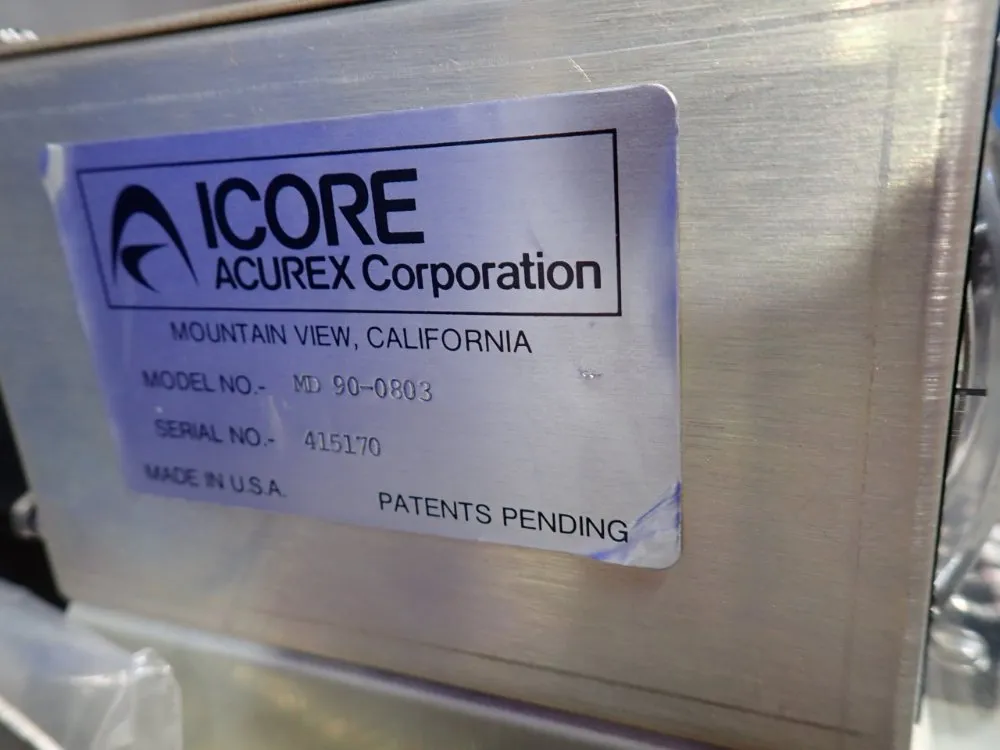 ICORE
ACUREX Corporation
MOUNTAIN VIEW, CALIFORNIA
MODEL NO.- MD 90-0803
SERIAL NO.- 415170
MADE IN U.S.A.
PATENTS PENDING